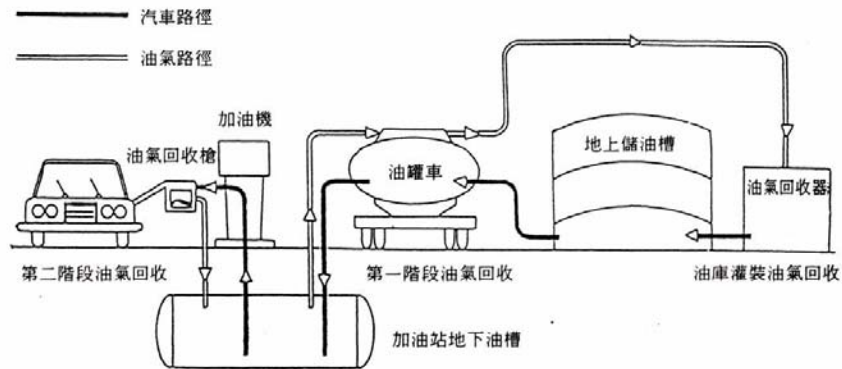 汽車路徑
油氣路徑
加油機
油氣回收槍
油罐車
地上儲油槽
油氣回收器
第二階段油氣回收
第一階段油氣回收
油庫灌裝油氣回收
加油站地下油槽